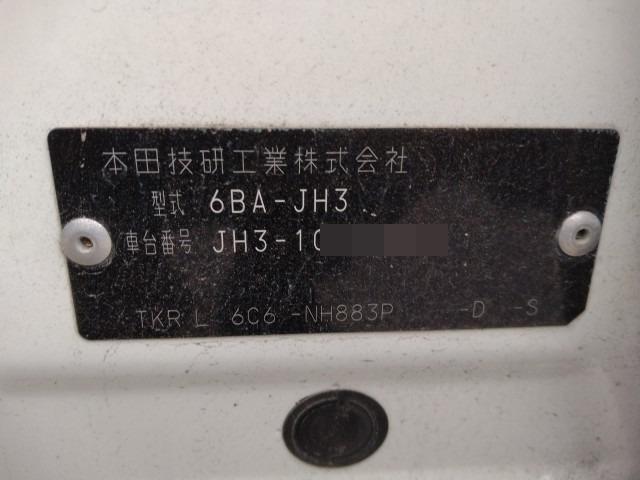 本田技研工業株式会社
型式 6BA-JH3
車台番号 JH3-10
TKR L 6C6 -NH883P -D -S